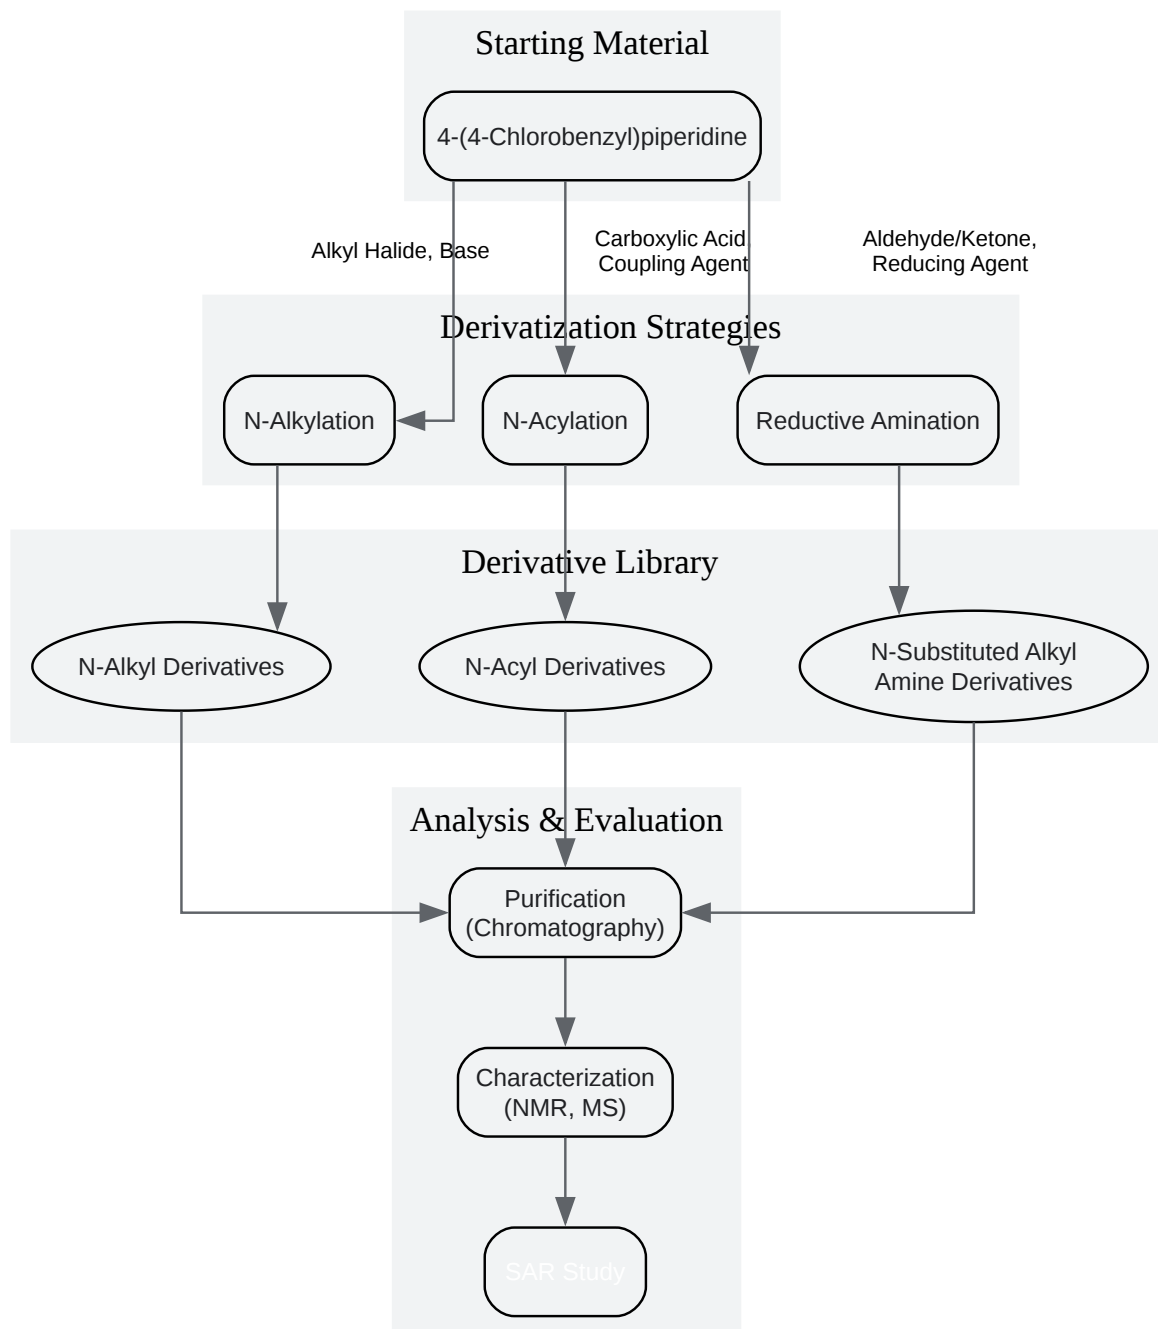 Starting Material
4-(4-Chlorobenzyl)piperidine
Alkyl Halide, Base
Carboxylic Acid,
Coupling Agent
Aldehyde/Ketone,
Reducing Agent
Derivatization Strategies
N-Alkylation
N-Acylation
Reductive Amination
Derivative Library
N-Alkyl Derivatives
N-Acyl Derivatives
N-Substituted Alkyl
Amine Derivatives
Analysis & Evaluation
Purification
(Chromatography)
Characterization
(NMR, MS)
SAR Study